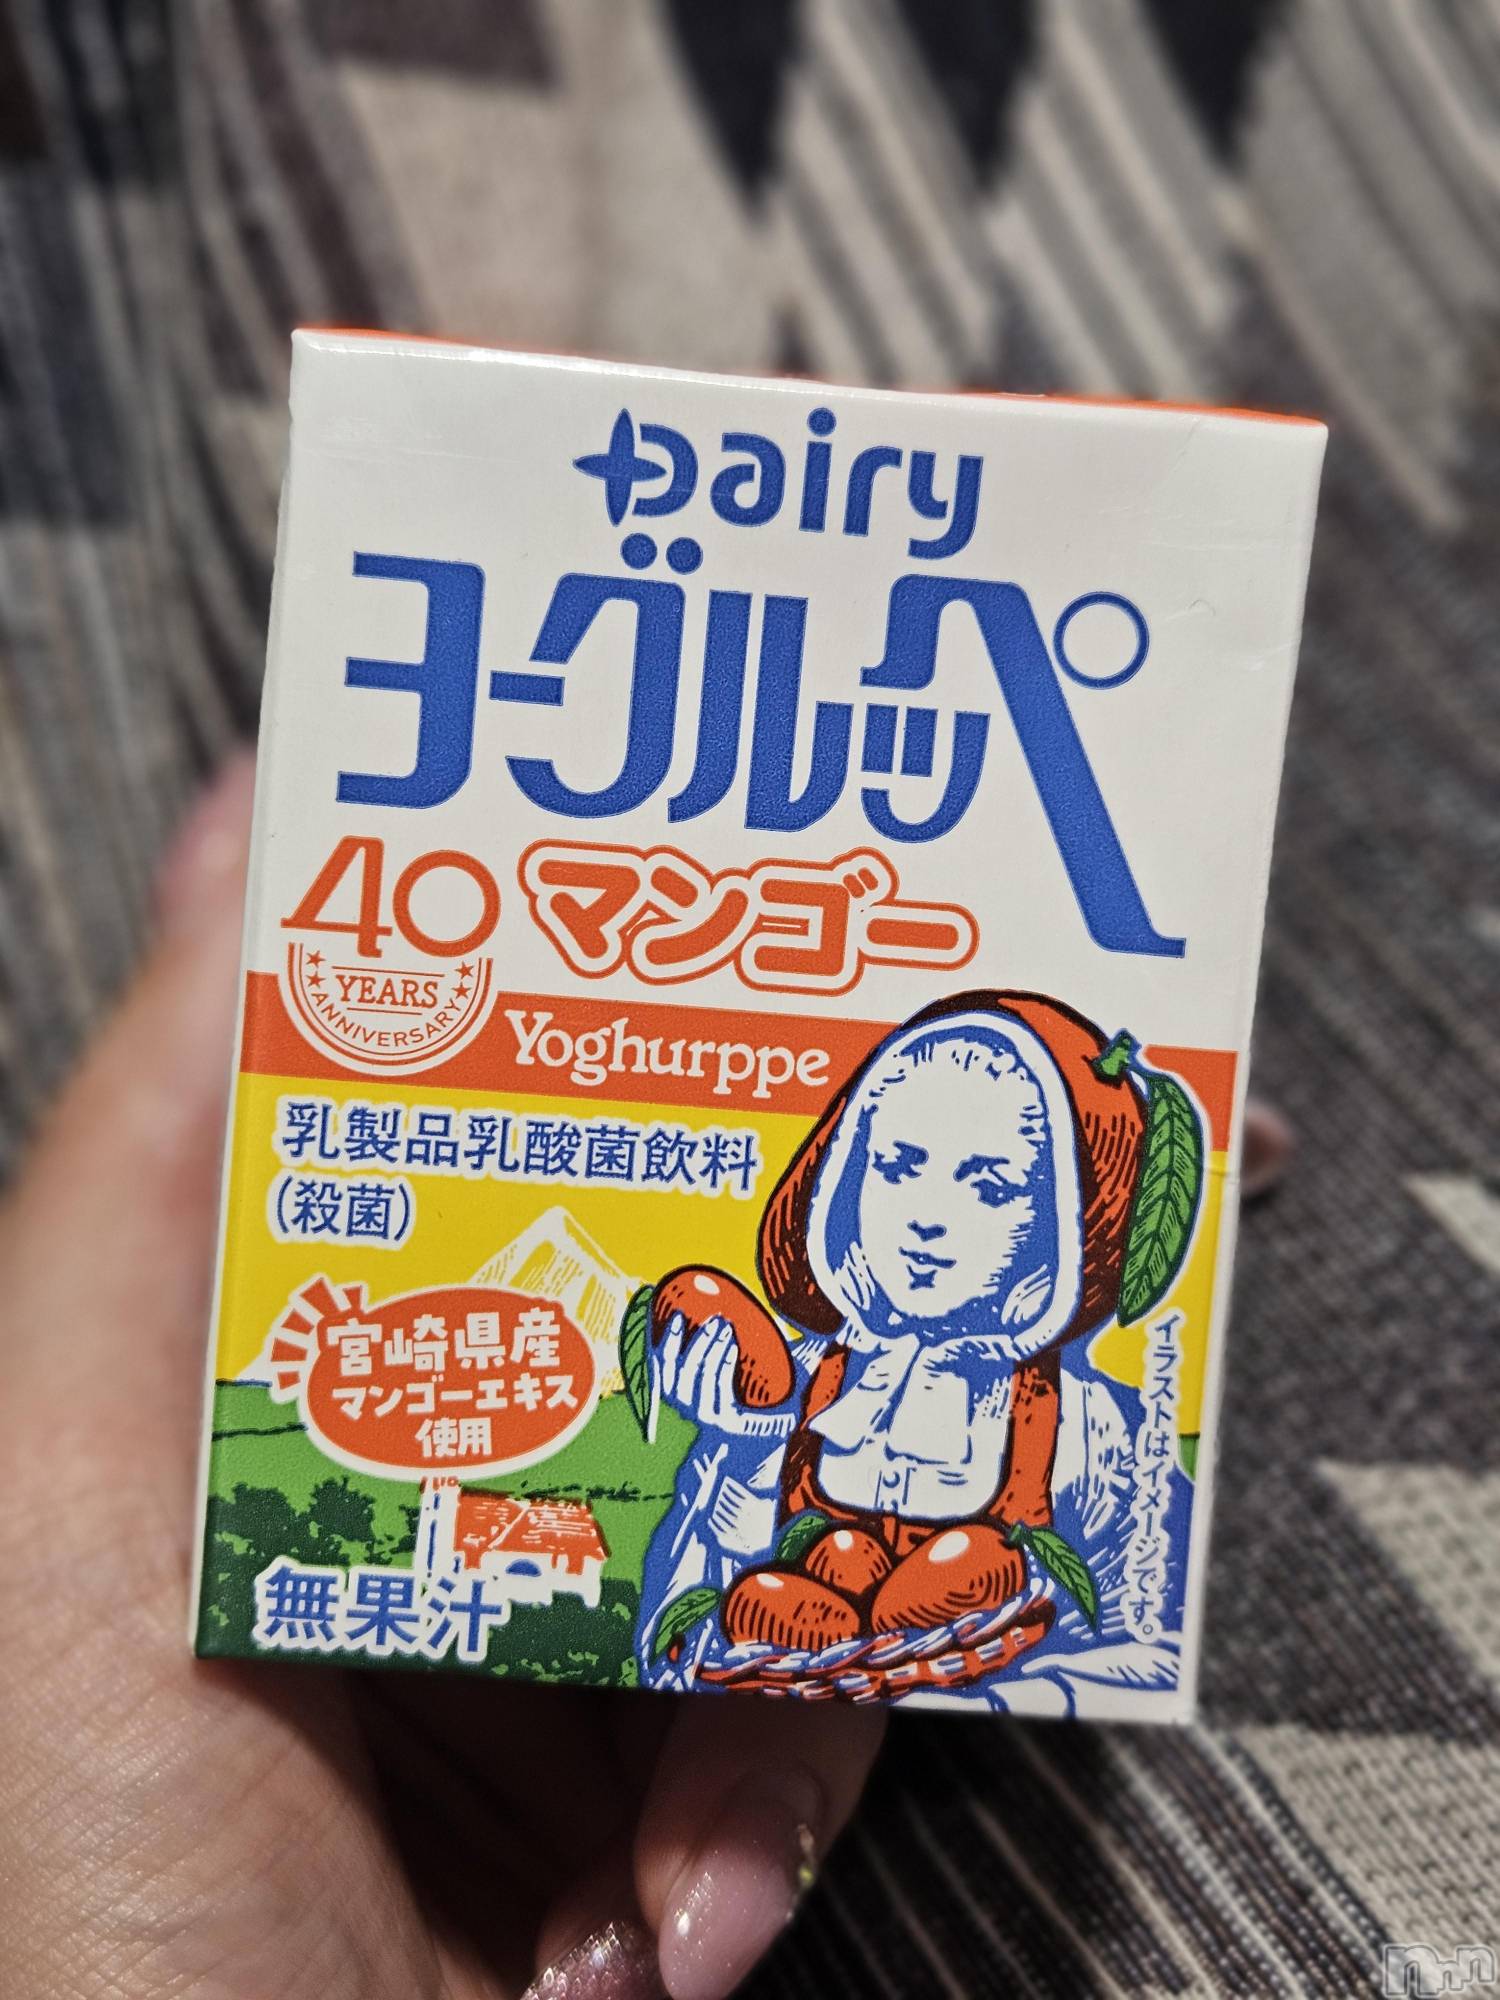 Dairy
ヨーグルッペ
40
YEARS
ANNIVERSARY
マンゴー
Yoghurppe
乳製品乳酸菌飲料
(殺菌)
宮崎県産
マンゴーエキス
使用
無果汁
イラストはイメージです。
nnn